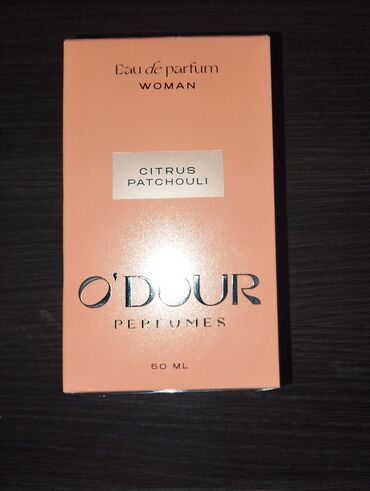 Eau de parfum
WOMAN
CITRUS
PATCHOULI
O'DOUR
PERFUMES
50 ML